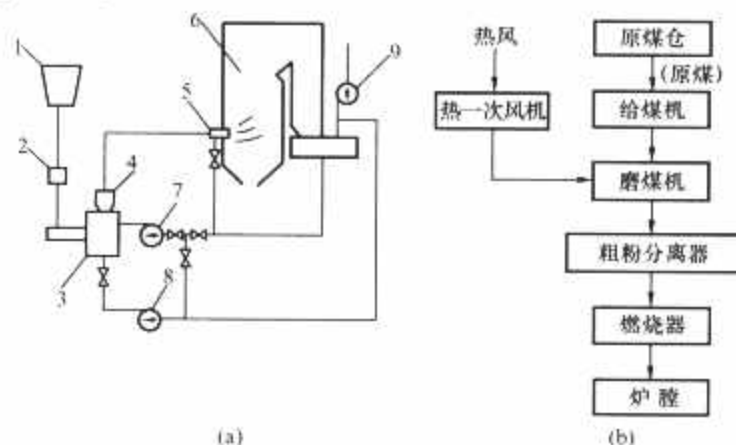 1
2
3
4
5
6
7
8
9
(a)
热风
热一次风机
原煤仓
(原煤)
给煤机
磨煤机
粗粉分离器
燃烧器
炉膛
(b)